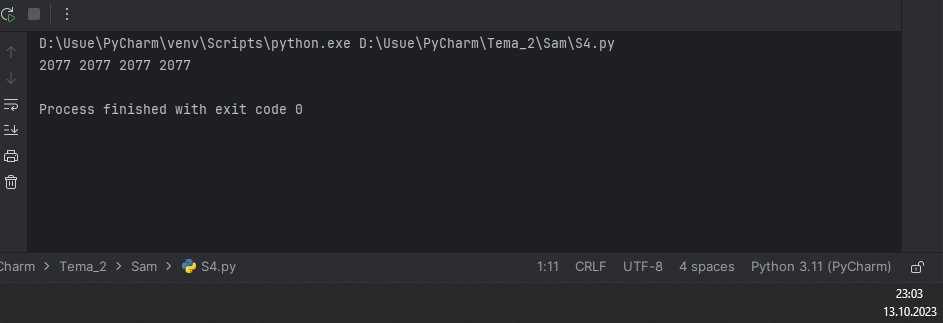 D:\Usue\PyCharm\venv\Scripts\python.exe D:\Usue\PyCharm\Tema_2\Sam\S4.py
2077 2077 2077 2077
Process finished with exit code 0
Charm > Tema_2 > Sam > S4.py 1:11 CRLF UTF-8 4 spaces Python 3.11 (PyCharm)
23:03
13.10.2023